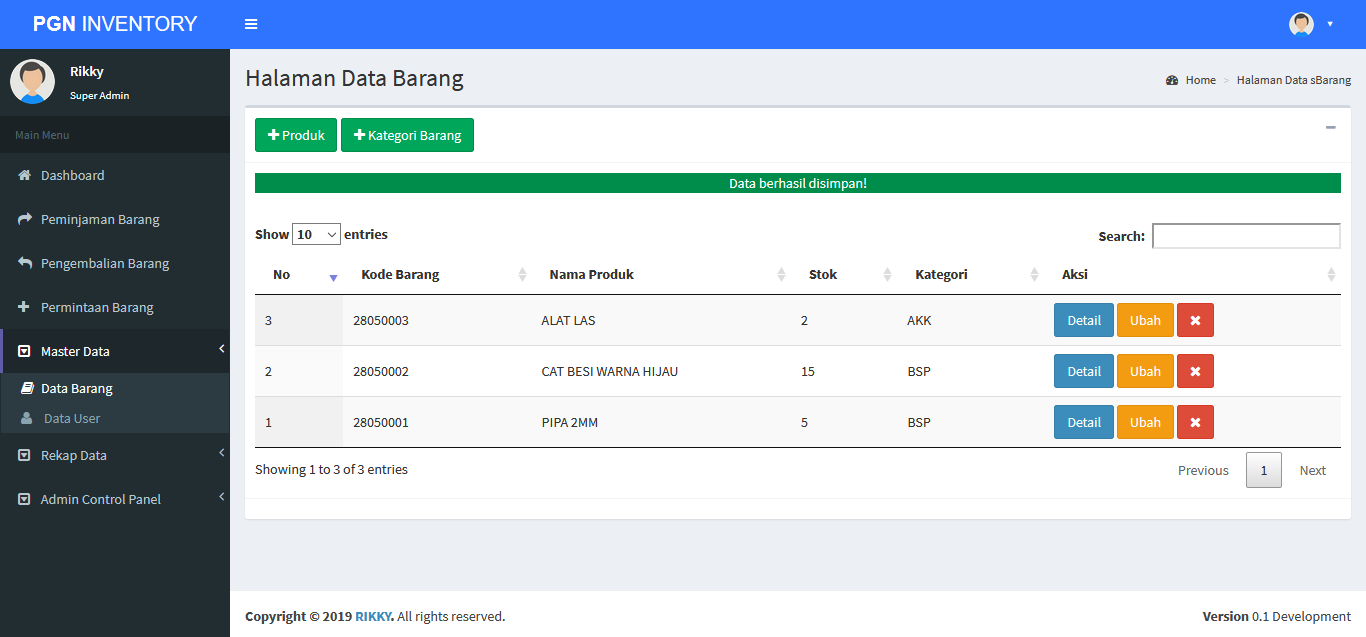 PGN INVENTORY
Rikky
Super Admin
Main Menu
Dashboard
Peminjaman Barang
Pengembalian Barang
Permintaan Barang
Master Data
Data Barang
Data User
Rekap Data
Admin Control Panel
Halaman Data Barang
Home > Halaman Data sBarang
Produk Kategori Barang
Data berhasil disimpan!
Show 10 entries Search:
No Kode Barang Nama Produk Stok Kategori Aksi
3 28050003 ALAT LAS 2 AKK Detail Ubah
2 28050002 CAT BESI WARNA HIJAU 15 BSP Detail Ubah
1 28050001 PIPA 2MM 5 BSP Detail Ubah
Showing 1 to 3 of 3 entries Previous 1 Next
Copyright © 2019 RIKKY. All rights reserved. Version 0.1 Development